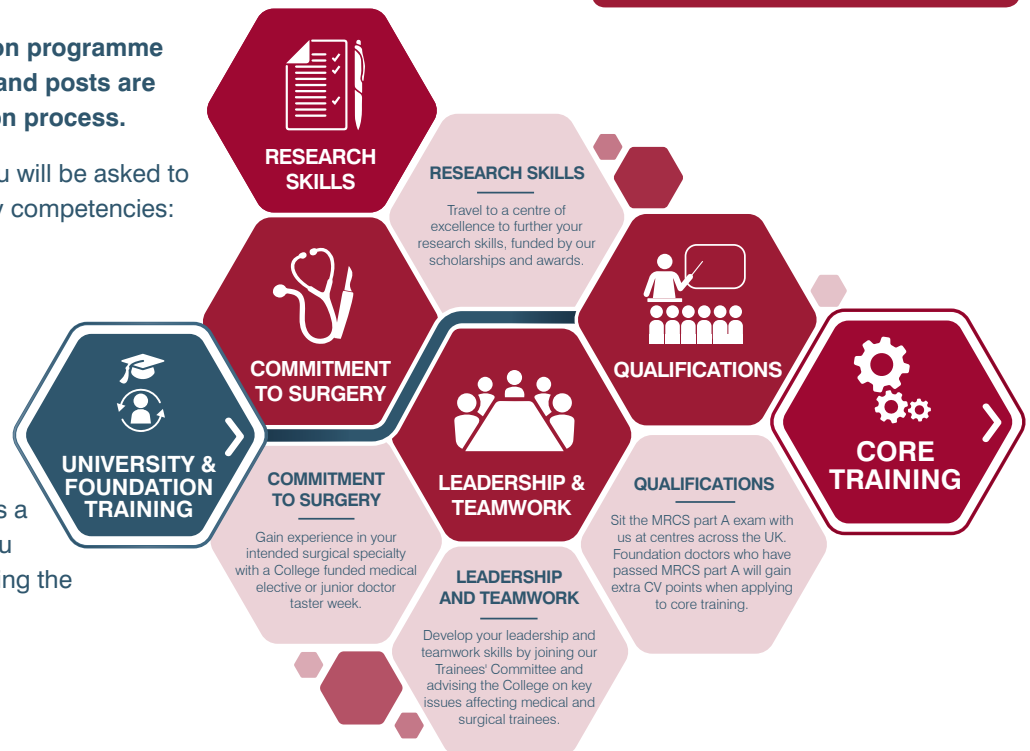 on programme
and posts are
on process.
u will be asked to
y competencies:
s a
u
ing the
RESEARCH
SKILLS
RESEARCH SKILLS
Travel to a centre of
excellence to further your
research skills, funded by our
scholarships and awards.
COMMITMENT
TO SURGERY
QUALIFICATIONS
UNIVERSITY &
FOUNDATION
TRAINING
LEADERSHIP &
TEAMWORK
CORE
TRAINING
COMMITMENT
TO SURGERY
Gain experience in your
intended surgical specialty
with a College funded medical
elective or junior doctor
taster week.
LEADERSHIP
AND TEAMWORK
Develop your leadership and
teamwork skills by joining our
Trainees' Committee and
advising the College on key
issues affecting medical and
surgical trainees.
QUALIFICATIONS
Sit the MRCS part A exam with
us at centres across the UK.
Foundation doctors who have
passed MRCS part A will gain
extra CV points when applying
to core training.